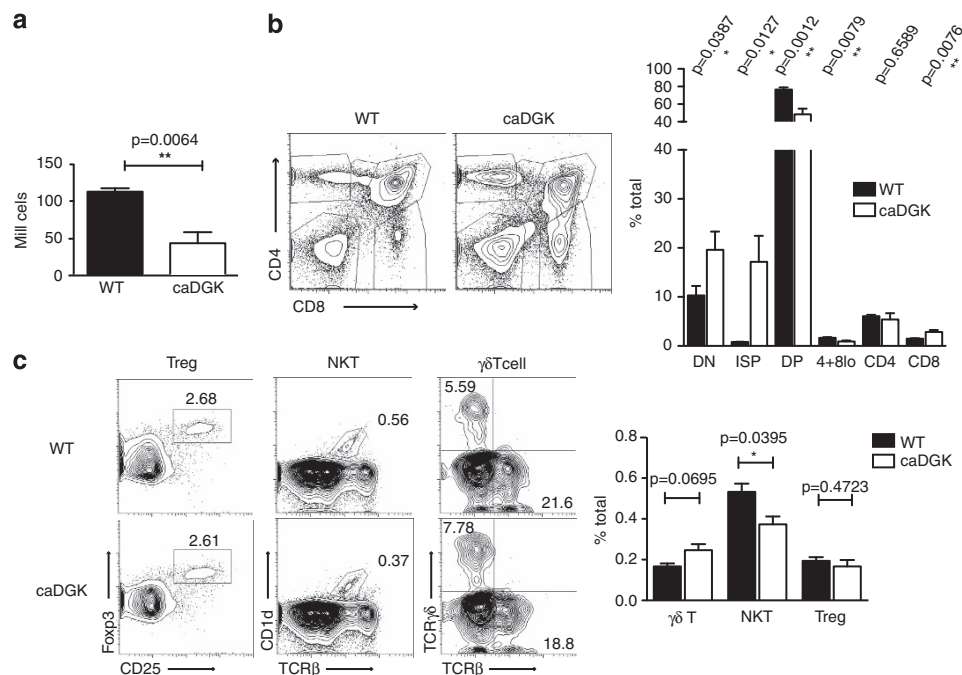 a
p=0.0064
**
150
100
50
0
Mill cels
WT
caDGK
b
WT
caDGK
CD4
CD8
p=0.0387
*
p=0.0127
*
p=0.0012
**
p=0.0079
**
p=0.6589
p=0.0076
**
100
80
60
40
40
30
20
10
0
% total
WT
caDGK
DN
ISP
DP
4+8lo
CD4
CD8
c
Treg
NKT
γδTcell
WT
2.68
0.56
5.59
21.6
caDGK
2.61
0.37
7.78
18.8
Foxp3
CD25
CD1d
TCRβ
TCRγδ
TCRβ
0.8
0.6
0.4
0.2
0.0
% total
p=0.0695
p=0.0395
*
p=0.4723
WT
caDGK
γδ T
NKT
Treg